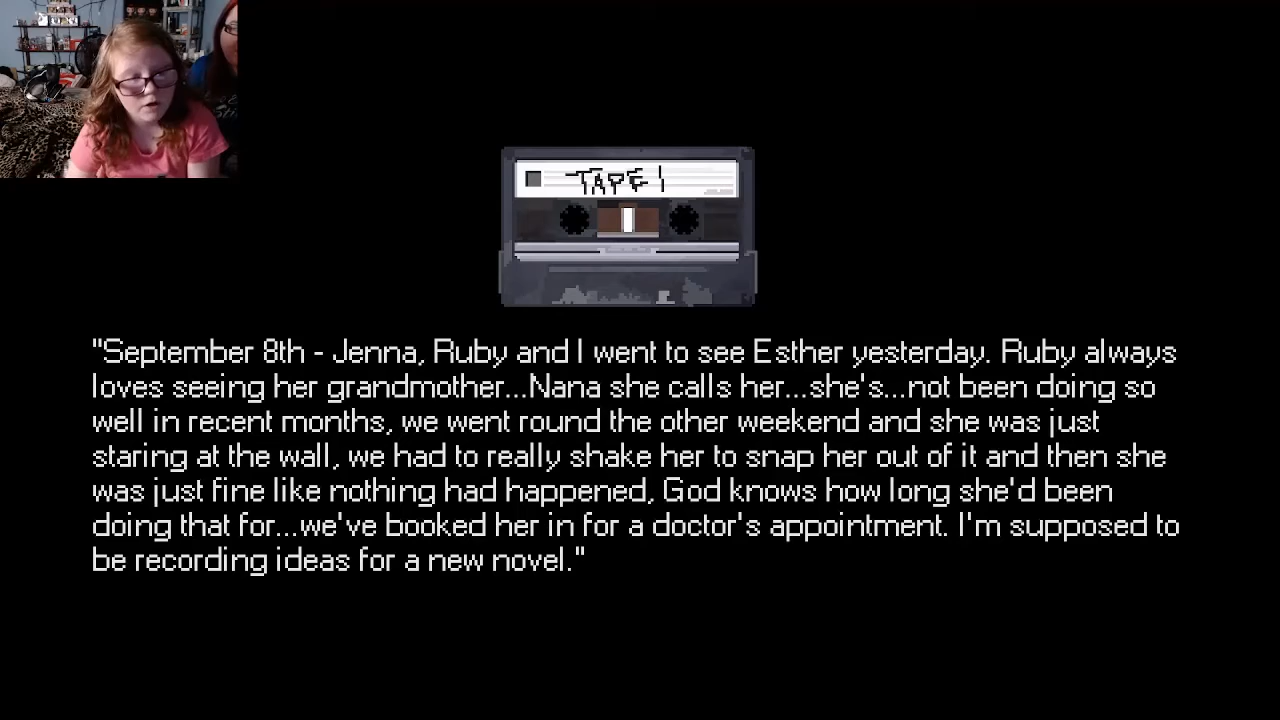 TAPE 1
"September 8th - Jenna, Ruby and I went to see Esther yesterday. Ruby always
loves seeing her grandmother...Nana she calls her...she's...not been doing so
well in recent months, we went round the other weekend and she was just
staring at the wall, we had to really shake her to snap her out of it and then she
was just fine like nothing had happened, God knows how long she'd been
doing that for...we've booked her in for a doctor's appointment. I'm supposed to
be recording ideas for a new novel."